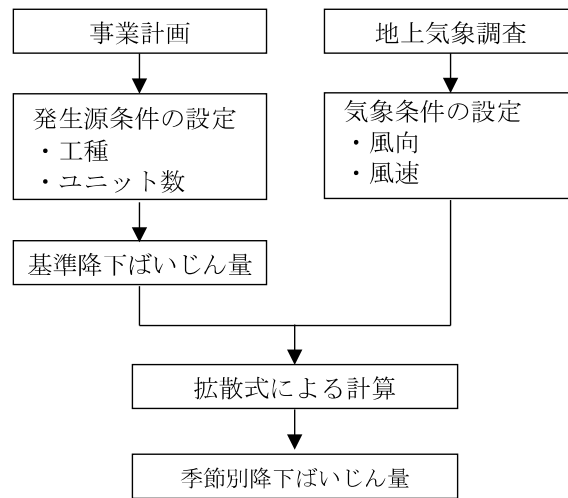 事業計画
地上気象調査
発生源条件の設定
・工種
・ユニット数
気象条件の設定
・風向
・風速
基準降下ばいじん量
拡散式による計算
季節別降下ばいじん量